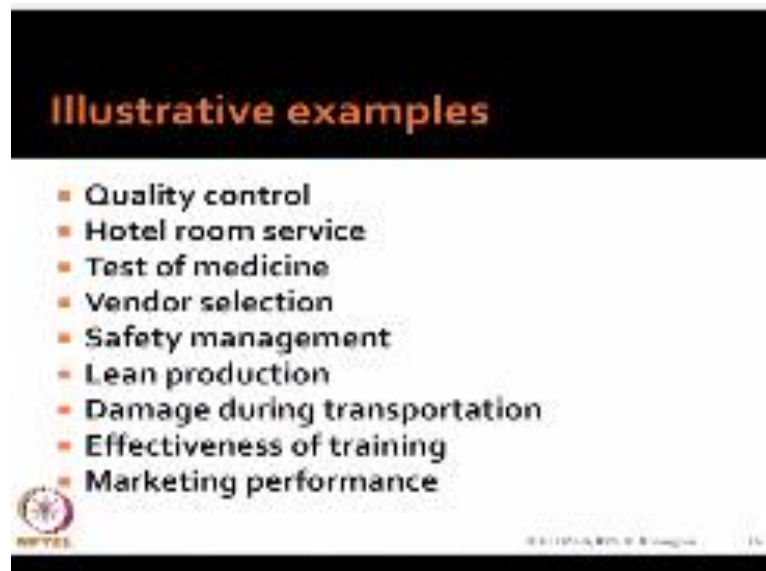 Illustrative examples
Quality control
Hotel room service
Test of medicine
Vendor selection
Safety management
Lean production
Damage during transportation
Effectiveness of training
Marketing performance
NPTEL